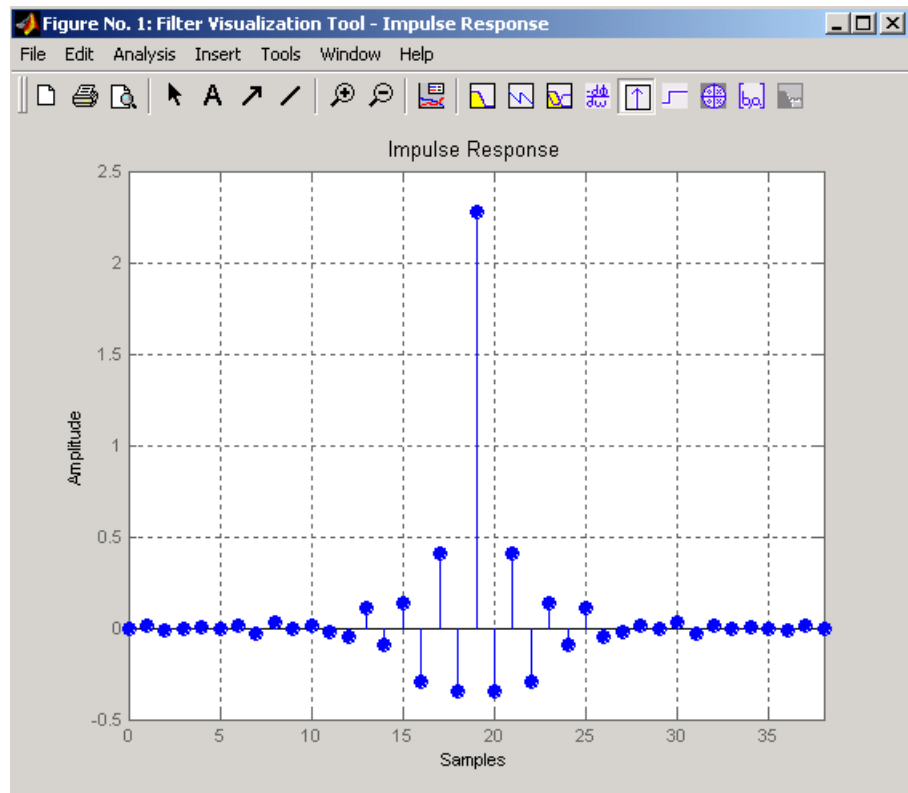 Figure No. 1: Filter Visualization Tool - Impulse Response
File Edit Analysis Insert Tools Window Help
A
Impulse Response
2.5
2
1.5
1
0.5
0
-0.5
Amplitude
0 5 10 15 20 25 30 35
Samples